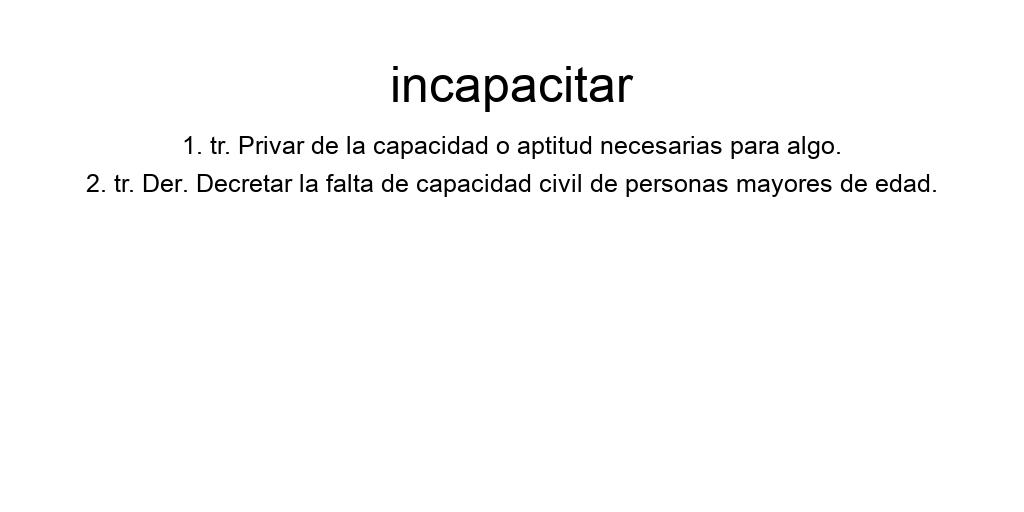 incapacitar
1. tr. Privar de la capacidad o aptitud necesarias para algo.
2. tr. Der. Decretar la falta de capacidad civil de personas mayores de edad.